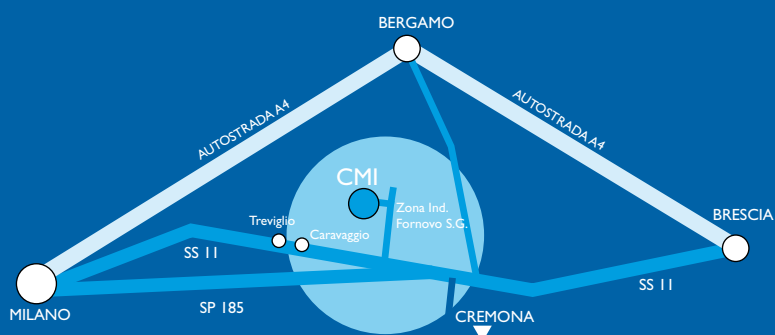 BERGAMO
AUTOSTRADA A4
AUTOSTRADA A4
CMI
Zona Ind.
Fornovo S.G.
Treviglio
Caravaggio
BRESCIA
SS 11
SS 11
MILANO
SP 185
CREMONA